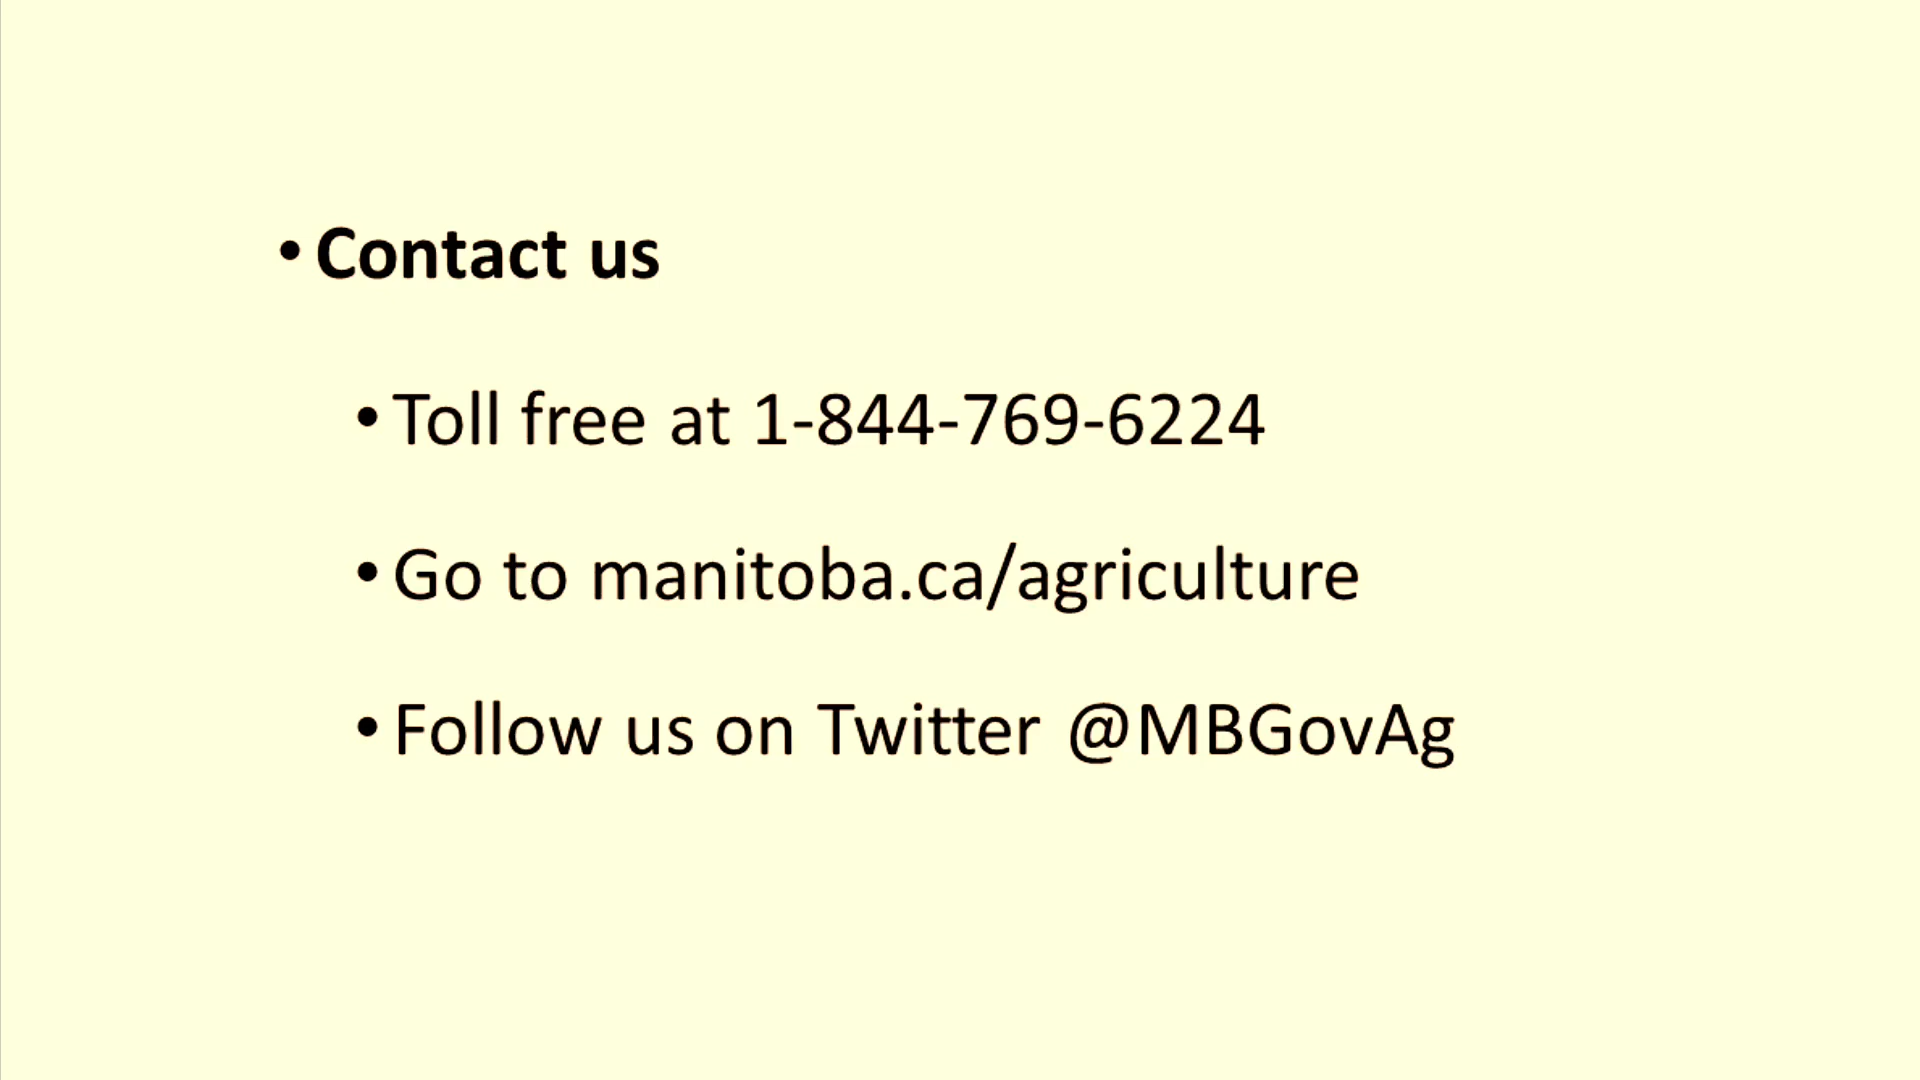 • Contact us
• Toll free at 1-844-769-6224
• Go to manitoba.ca/agriculture
• Follow us on Twitter @MBGovAg